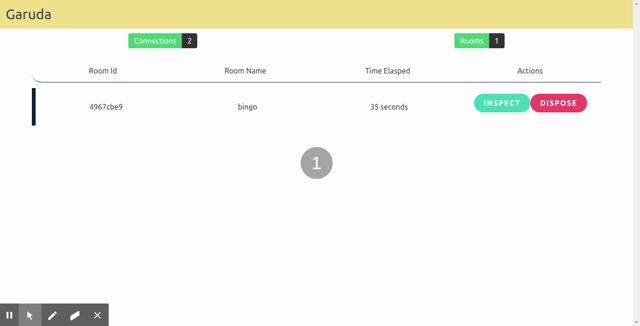 Garuda
Connections 2 Rooms 1
Room Id Room Name Time Elasped Actions
4967cbe9 bingo 35 seconds INSPECT DISPOSE
1